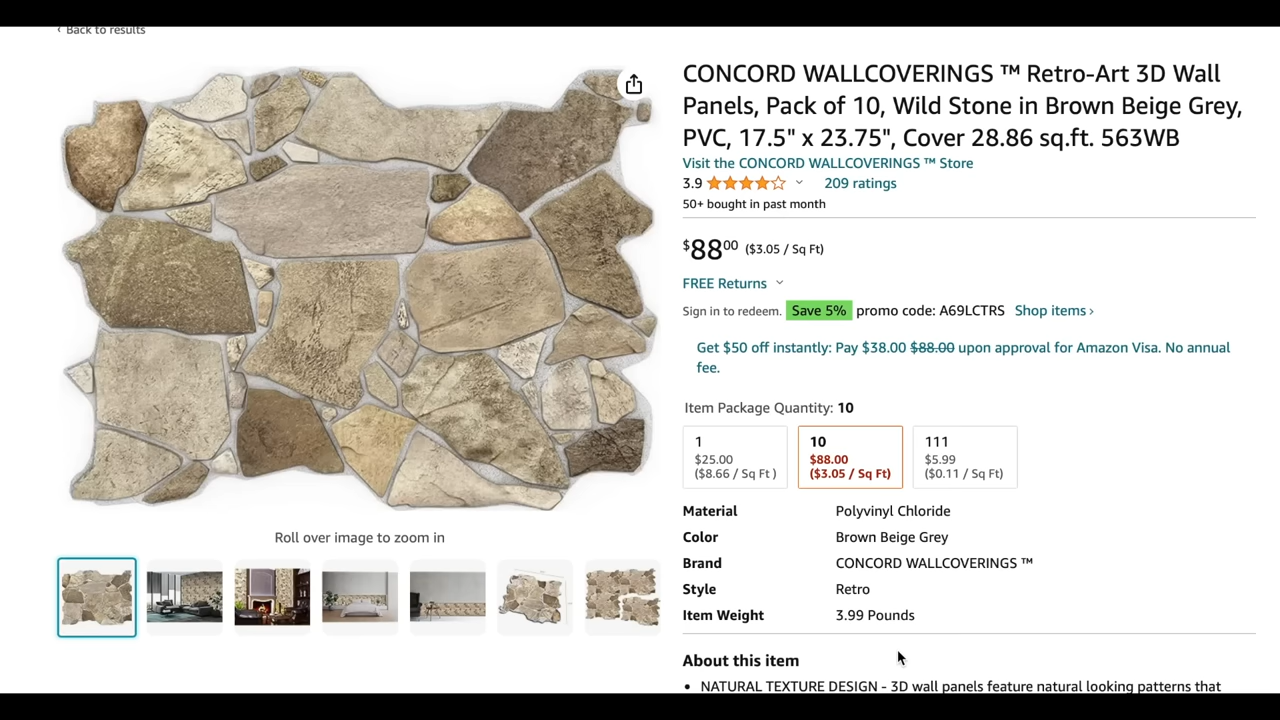 ‹ Back to results
CONCORD WALLCOVERINGS ™ Retro-Art 3D Wall
Panels, Pack of 10, Wild Stone in Brown Beige Grey,
PVC, 17.5" x 23.75", Cover 28.86 sq.ft. 563WB
Visit the CONCORD WALLCOVERINGS ™ Store
3.9 209 ratings
50+ bought in past month
$8800 ($3.05 / Sq Ft)
FREE Returns
Sign in to redeem. Save 5% promo code: A69LCTRS Shop items ›
Get $50 off instantly: Pay $38.00 $88.00 upon approval for Amazon Visa. No annual
fee.
Item Package Quantity: 10
1 10 111
$25.00 $88.00 $5.99
($8.66 / Sq Ft ) ($3.05 / Sq Ft) ($0.11 / Sq Ft)
Material Polyvinyl Chloride
Color Brown Beige Grey
Brand CONCORD WALLCOVERINGS ™
Style Retro
Item Weight 3.99 Pounds
About this item
• NATURAL TEXTURE DESIGN - 3D wall panels feature natural looking patterns that
Roll over image to zoom in